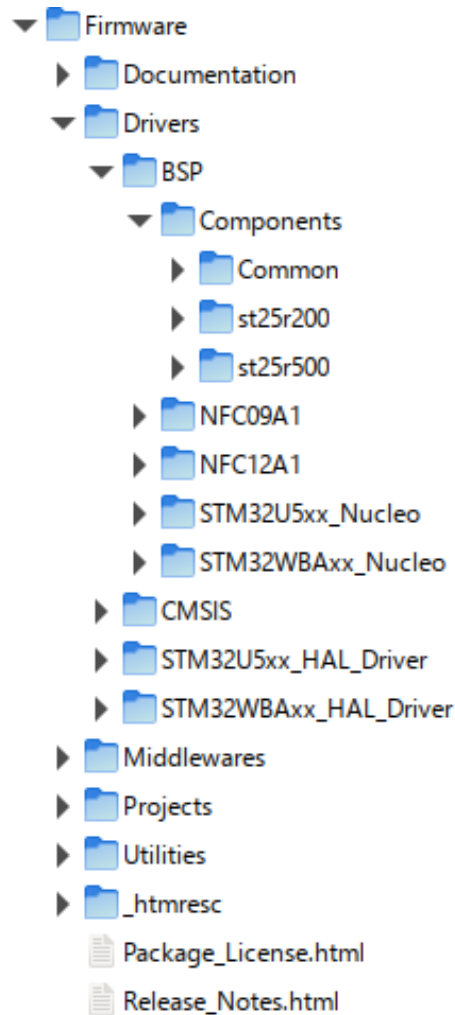 Firmware
Documentation
Drivers
BSP
Components
Common
st25r200
st25r500
NFC09A1
NFC12A1
STM32U5xx_Nucleo
STM32WBAxx_Nucleo
CMSIS
STM32U5xx_HAL_Driver
STM32WBAxx_HAL_Driver
Middlewares
Projects
Utilities
_htmresc
Package_License.html
Release_Notes.html